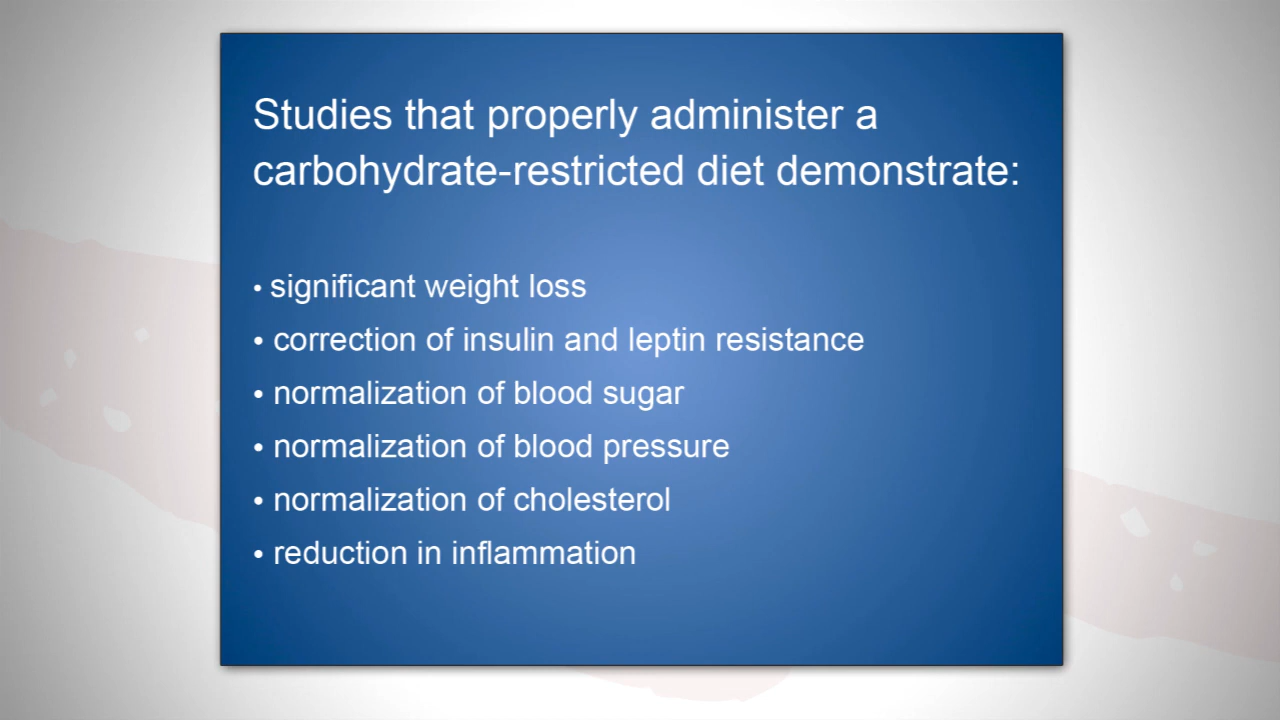 Studies that properly administer a
carbohydrate-restricted diet demonstrate:
• significant weight loss
• correction of insulin and leptin resistance
• normalization of blood sugar
• normalization of blood pressure
• normalization of cholesterol
• reduction in inflammation